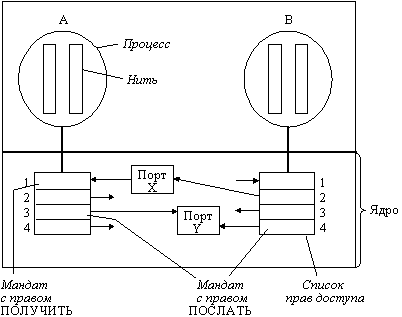 A
B
Процесс
Нить
1
2
3
4
Порт
X
Порт
Y
1
2
3
4
Ядро
Мандат
с правом
ПОЛУЧИТЬ
Мандат
с правом
ПОСЛАТЬ
Список
прав доступа